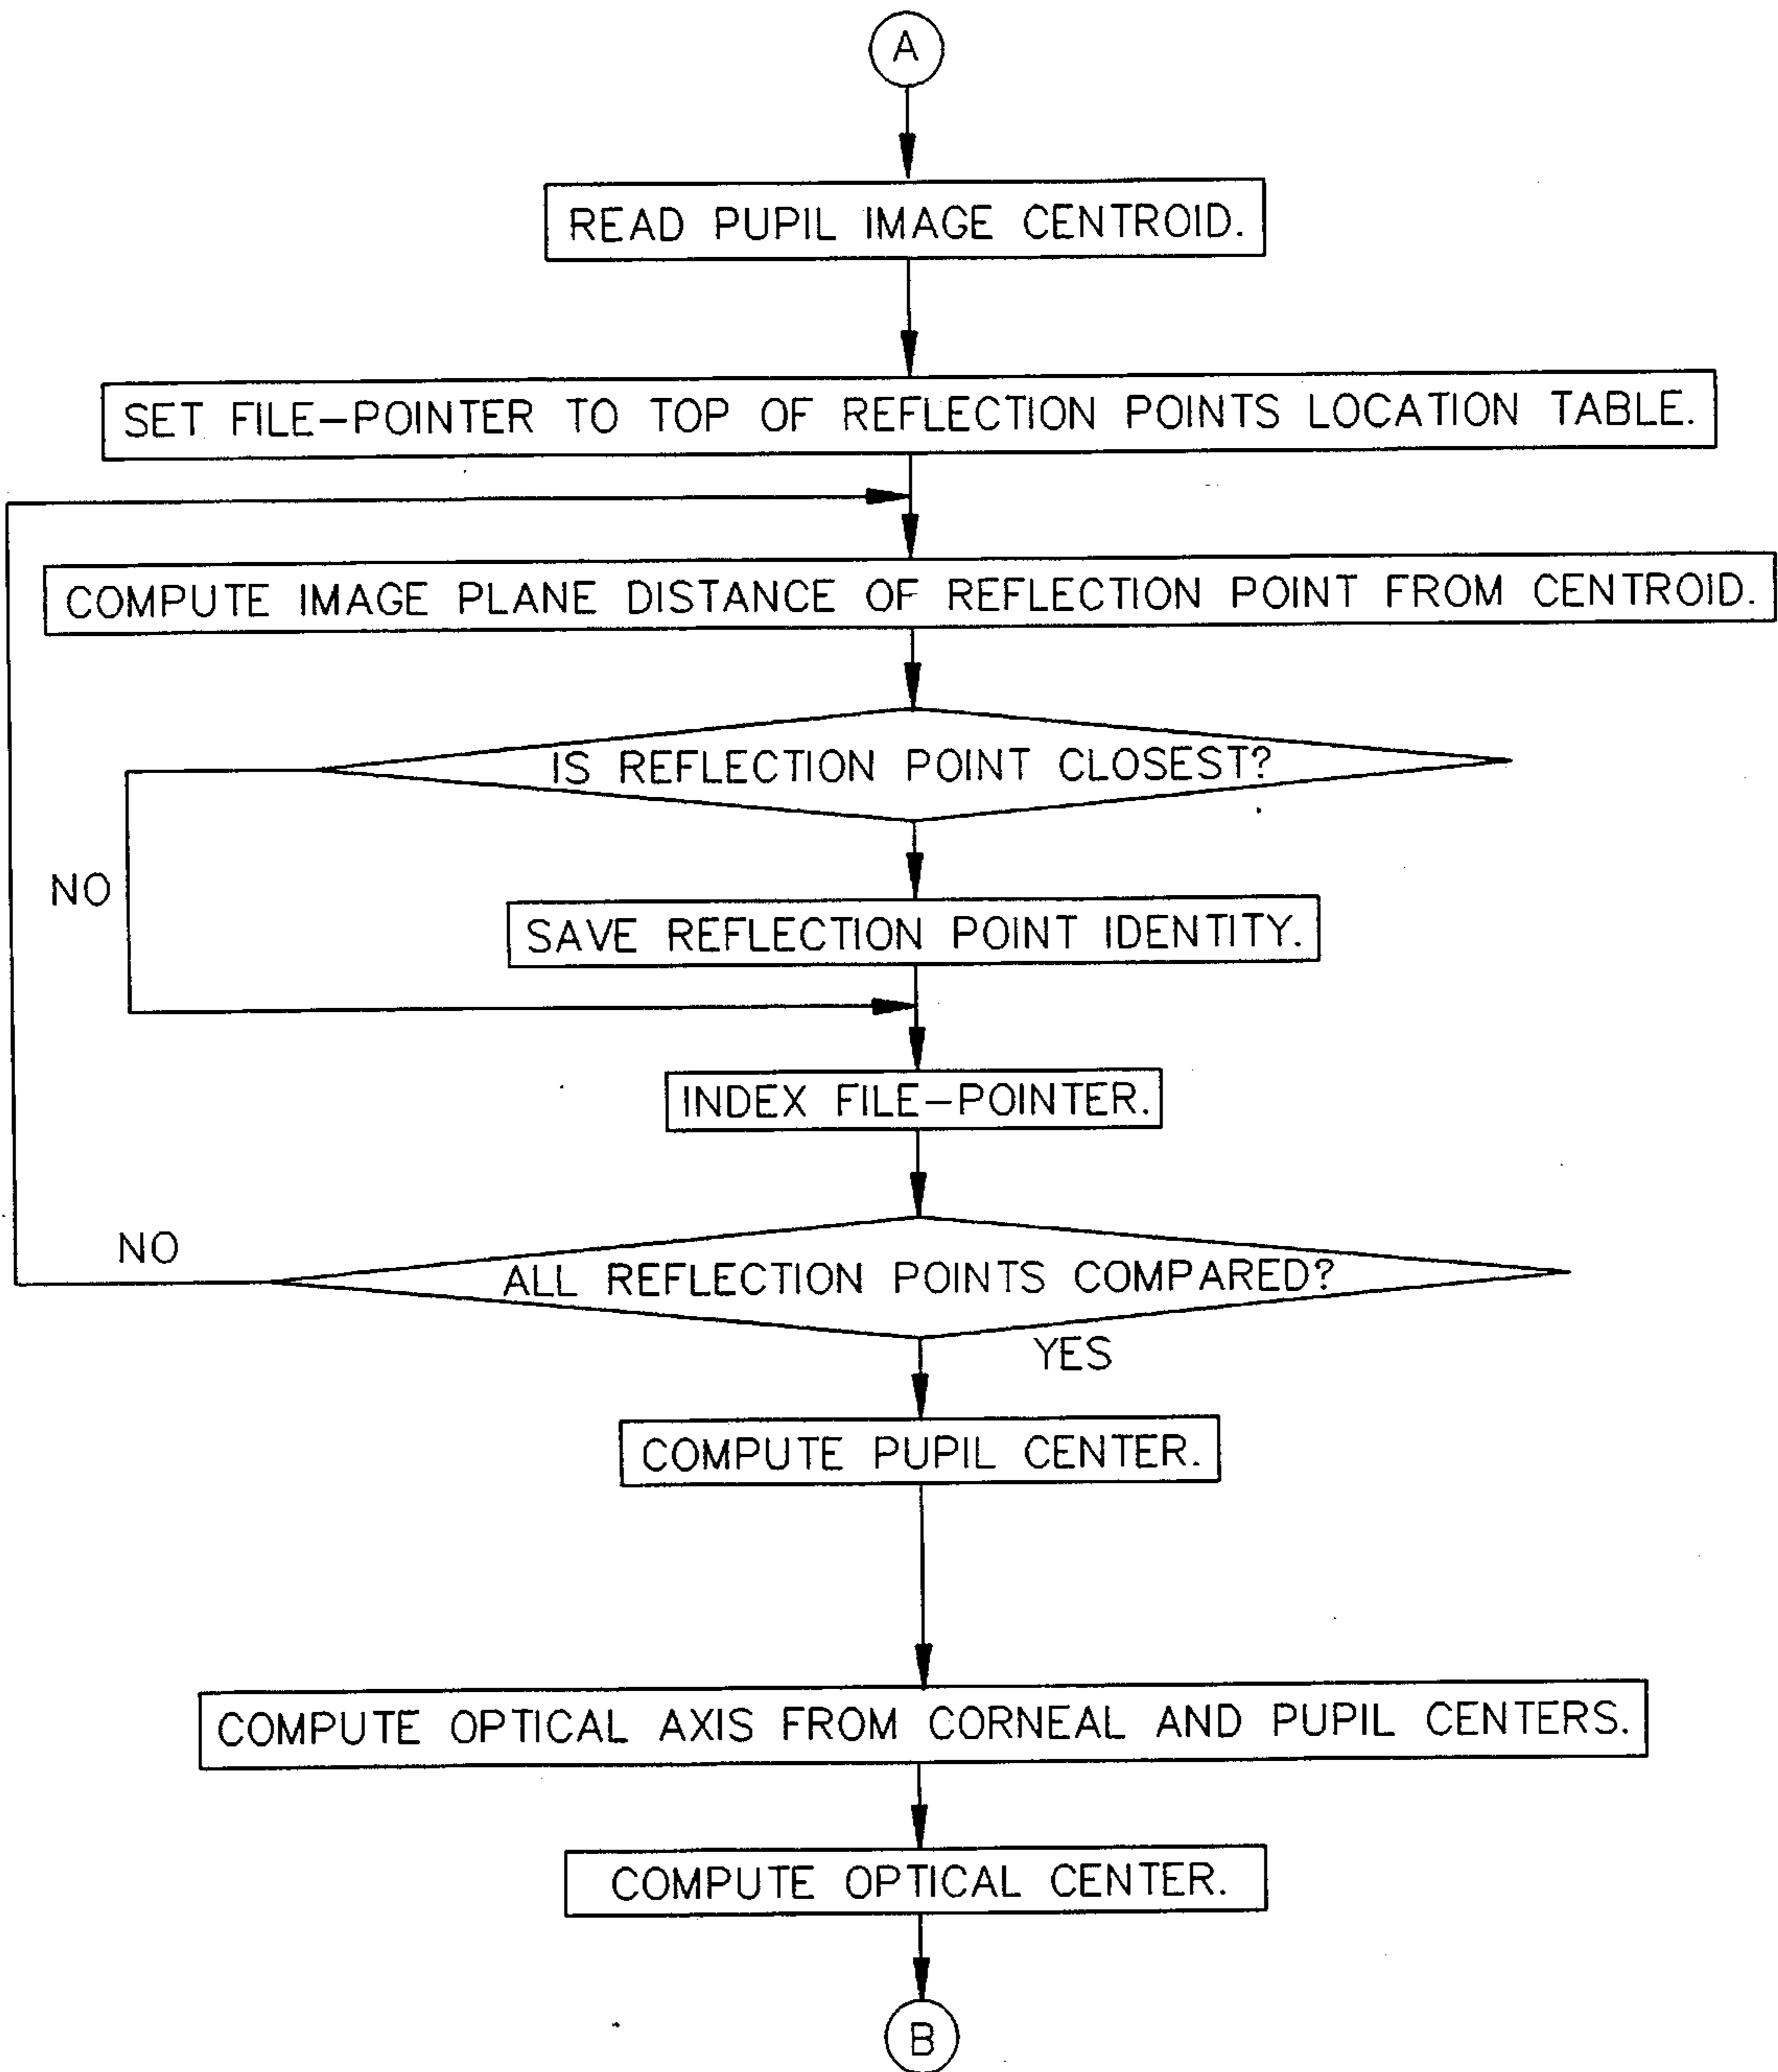 A
READ PUPIL IMAGE CENTROID.
SET FILE-POINTER TO TOP OF REFLECTION POINTS LOCATION TABLE.
COMPUTE IMAGE PLANE DISTANCE OF REFLECTION POINT FROM CENTROID.
IS REFLECTION POINT CLOSEST?
NO
SAVE REFLECTION POINT IDENTITY.
INDEX FILE-POINTER.
NO
ALL REFLECTION POINTS COMPARED?
YES
COMPUTE PUPIL CENTER.
COMPUTE OPTICAL AXIS FROM CORNEAL AND PUPIL CENTERS.
COMPUTE OPTICAL CENTER.
B